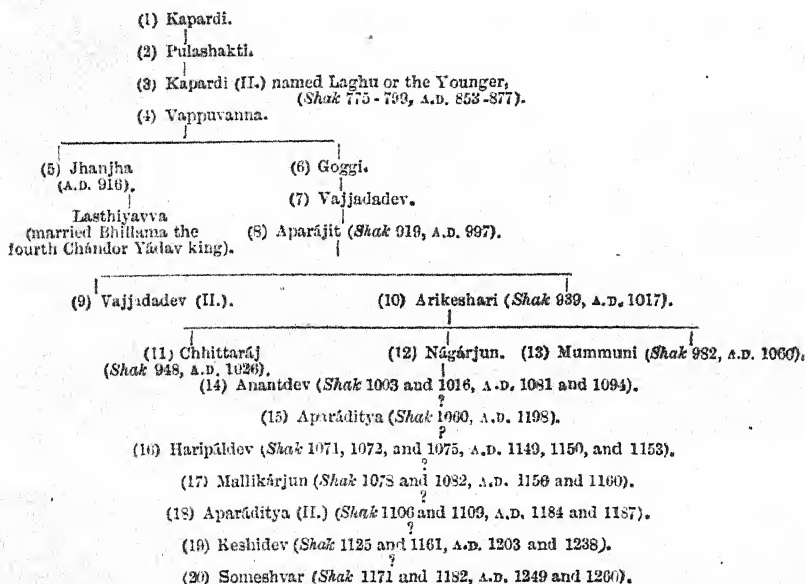 (1) Kapardi.
(2) Pulashakti.
(3) Kapardi (II.) named Laghu or the Younger,
(Shak 775-799, A.D. 853-877).
(4) Vappuvanna.
(5) Jhanjha (6) Goggi.
(A.D. 916). (7) Vajjadadev.
Lasthiyavva
(married Bhillama the (8) Aparájit (Shak 919, A.D. 997).
fourth Chándor Yádav king).
(9) Vajjadadev (II.). (10) Arikeshari (Shak 939, A.D. 1017).
(11) Chhittaráj (12) Nágárjun. (13) Mummuni (Shak 982, A.D. 1060).
(Shak 948, A.D. 1026).
(14) Anantdev (Shak 1003 and 1016, A.D. 1081 and 1094).
?
(15) Aparáditya (Shak 1060, A.D. 1198).
?
(16) Haripáldev (Shak 1071, 1072, and 1075, A.D. 1149, 1150, and 1153).
?
(17) Mallikárjun (Shak 1078 and 1082, A.D. 1156 and 1160).
?
(18) Aparáditya (II.) (Shak 1106 and 1109, A.D. 1184 and 1187).
?
(19) Keshidev (Shak 1125 and 1161, A.D. 1203 and 1238).
?
(20) Someshvar (Shak 1171 and 1182, A.D. 1249 and 1260).